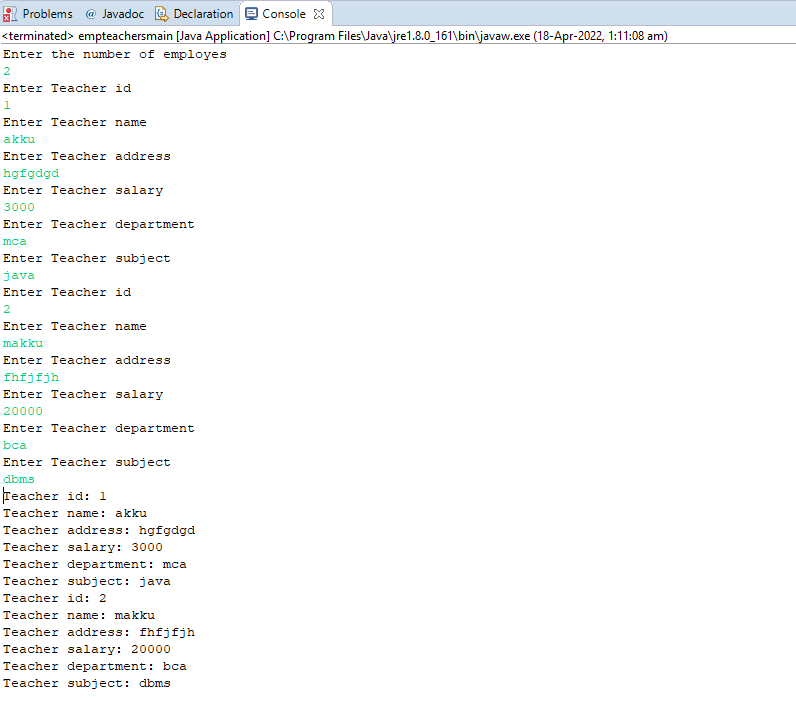 Problems @ Javadoc Declaration Console
<terminated> empteachersmain [Java Application] C:\Program Files\Java\jre1.8.0_161\bin\javaw.exe (18-Apr-2022, 1:11:08 am)
Enter the number of employes
2
Enter Teacher id
1
Enter Teacher name
akku
Enter Teacher address
hgfgdgd
Enter Teacher salary
3000
Enter Teacher department
mca
Enter Teacher subject
java
Enter Teacher id
2
Enter Teacher name
makku
Enter Teacher address
fhfjfjh
Enter Teacher salary
20000
Enter Teacher department
bca
Enter Teacher subject
dbms
Teacher id: 1
Teacher name: akku
Teacher address: hgfgdgd
Teacher salary: 3000
Teacher department: mca
Teacher subject: java
Teacher id: 2
Teacher name: makku
Teacher address: fhfjfjh
Teacher salary: 20000
Teacher department: bca
Teacher subject: dbms